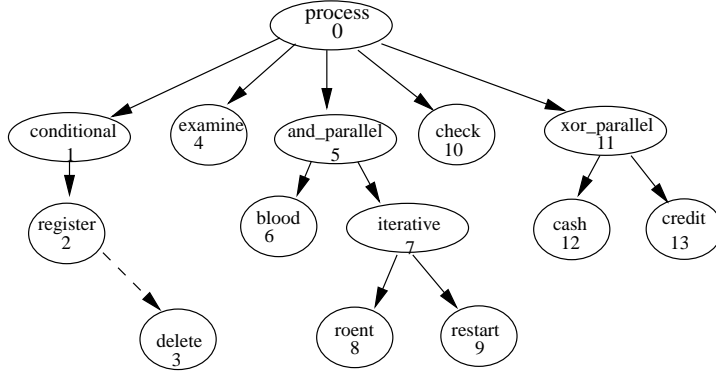 process
0
conditional
1
examine
4
and_parallel
5
check
10
xor_parallel
11
register
2
blood
6
iterative
7
cash
12
credit
13
delete
3
roent
8
restart
9